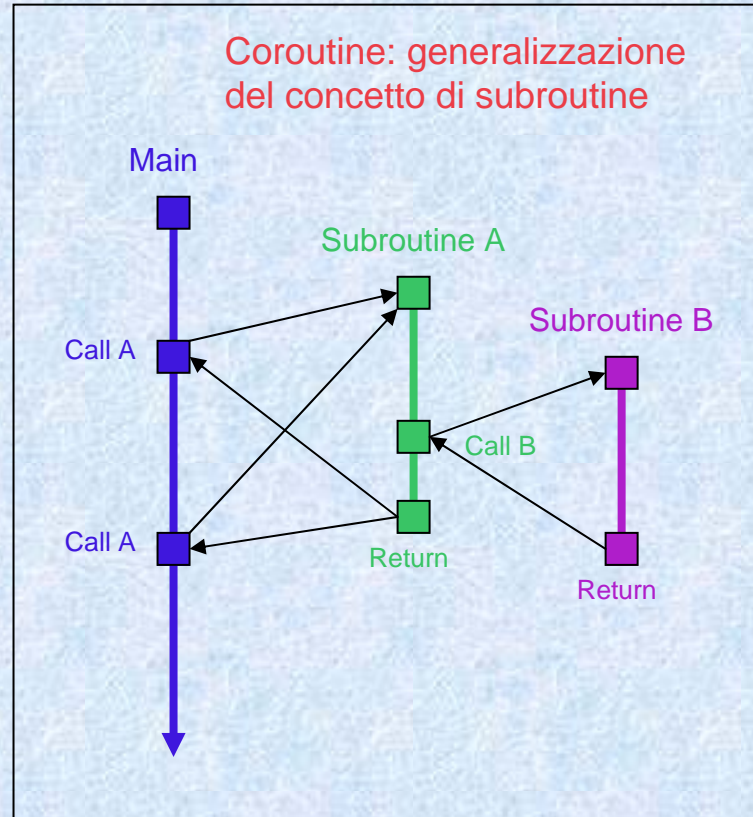 Coroutine: generalizzazione
del concetto di subroutine
Main
Subroutine A
Subroutine B
Call A
Call B
Call A
Return
Return